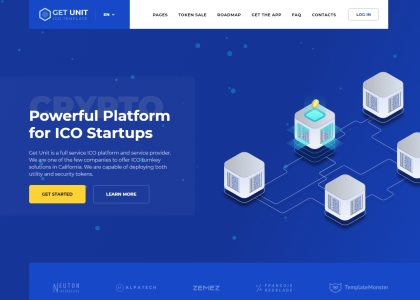 GET UNIT
ICO TEMPLATE
EN
PAGES TOKEN SALE ROADMAP GET THE APP FAQ CONTACTS
LOG IN
CRYPTO
Powerful Platform
for ICO Startups
Get Unit is a full service ICO platform and service provider.
We are one of the few companies to offer ICO turnkey
solutions in California. We are capable of deploying both
utility and security tokens.
GET STARTED LEARN MORE
NEUTON
ALFATECH
ZEMEZ
FRANCOIS
TemplateMonster